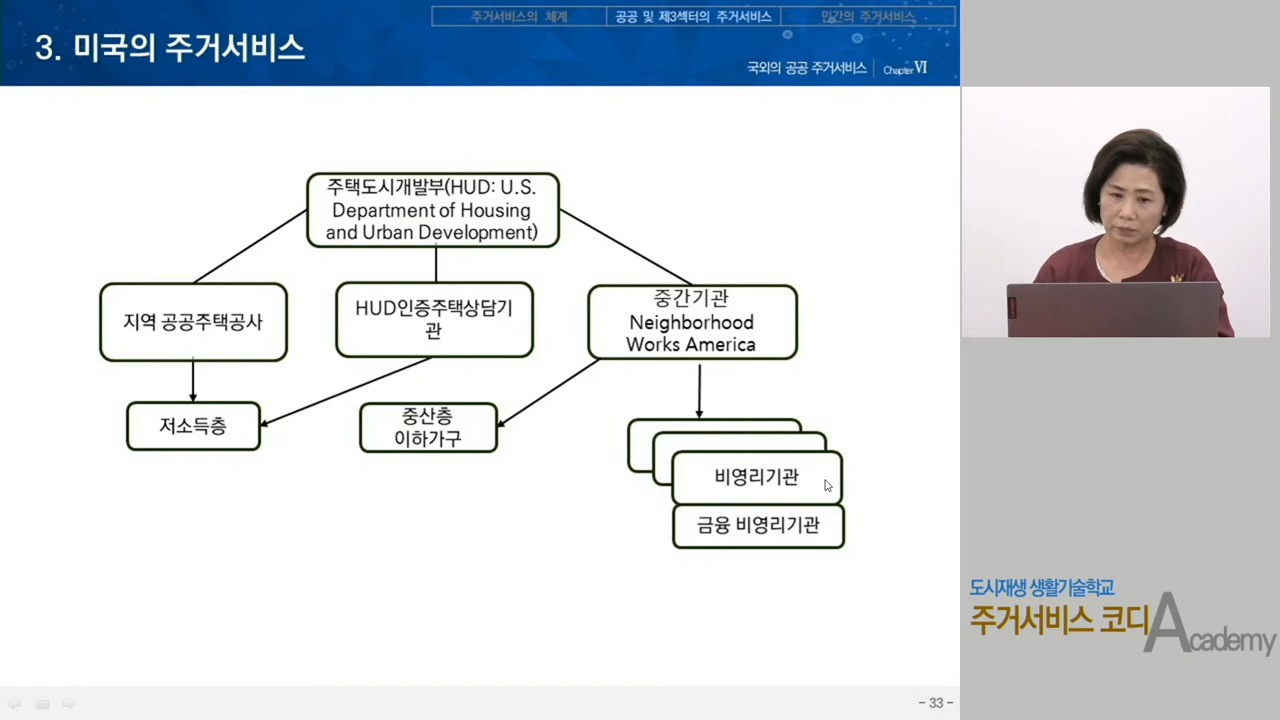 주거서비스의 체계
공공 및 제3섹터의 주거서비스
민간의 주거서비스
3. 미국의 주거서비스
국외의 공공 주거서비스
Chapter Ⅵ
주택도시개발부(HUD: U.S.
Department of Housing
and Urban Development)
지역 공공주택공사
HUD인증주택상담기
관
중간기관
Neighborhood
Works America
저소득층
중산층
이하가구
비영리기관
금융 비영리기관
도시재생 생활기술학교
주거서비스 코디
Academy
- 33 -